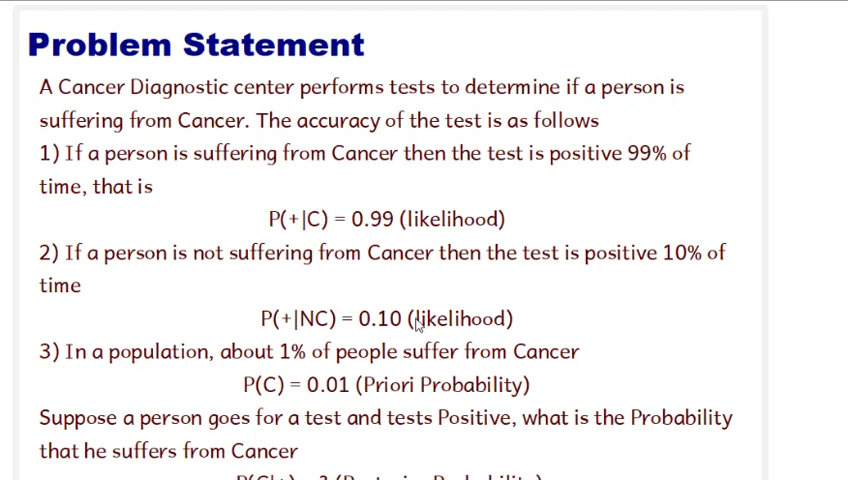 Problem Statement
A Cancer Diagnostic center performs tests to determine if a person is
suffering from Cancer. The accuracy of the test is as follows
1) If a person is suffering from Cancer then the test is positive 99% of
time, that is
P(+|C) = 0.99 (likelihood)
2) If a person is not suffering from Cancer then the test is positive 10% of
time
P(+|NC) = 0.10 (likelihood)
3) In a population, about 1% of people suffer from Cancer
P(C) = 0.01 (Priori Probability)
Suppose a person goes for a test and tests Positive, what is the Probability
that he suffers from Cancer